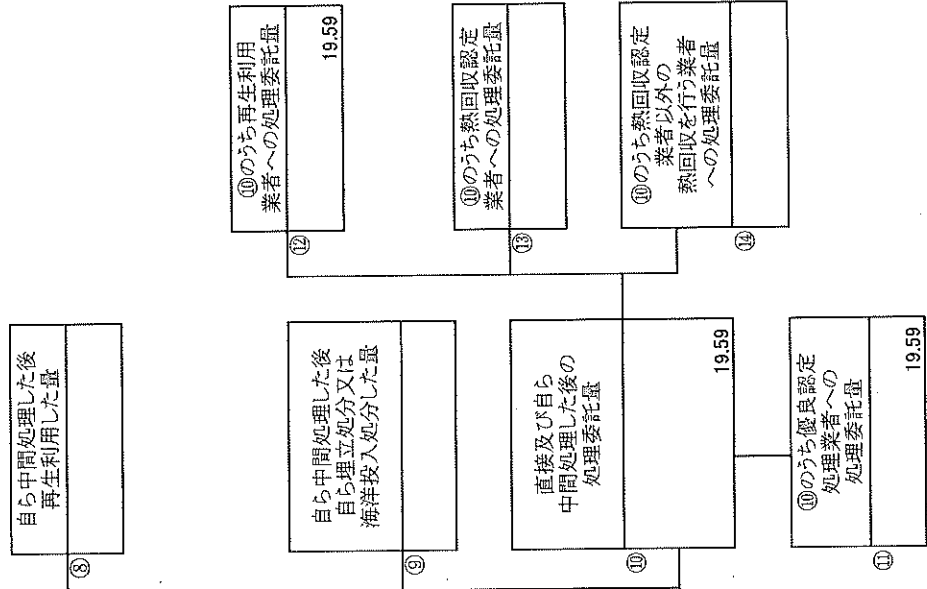 ⑧
自ら中間処理した後
再生利用した量
⑨
自ら中間処理した後
自ら埋立処分又は
海洋投入処分した量
⑩
直接及び自ら
中間処理した後の
処理委託量
19.59
⑪
⑩のうち優良認定
処理業者への
処理委託量
19.59
⑫
⑩のうち再生利用
業者への処理委託量
19.59
⑬
⑩のうち熱回収認定
業者への処理委託量
⑭
⑩のうち熱回収認定
業者以外の
熱回収を行う業者
への処理委託量